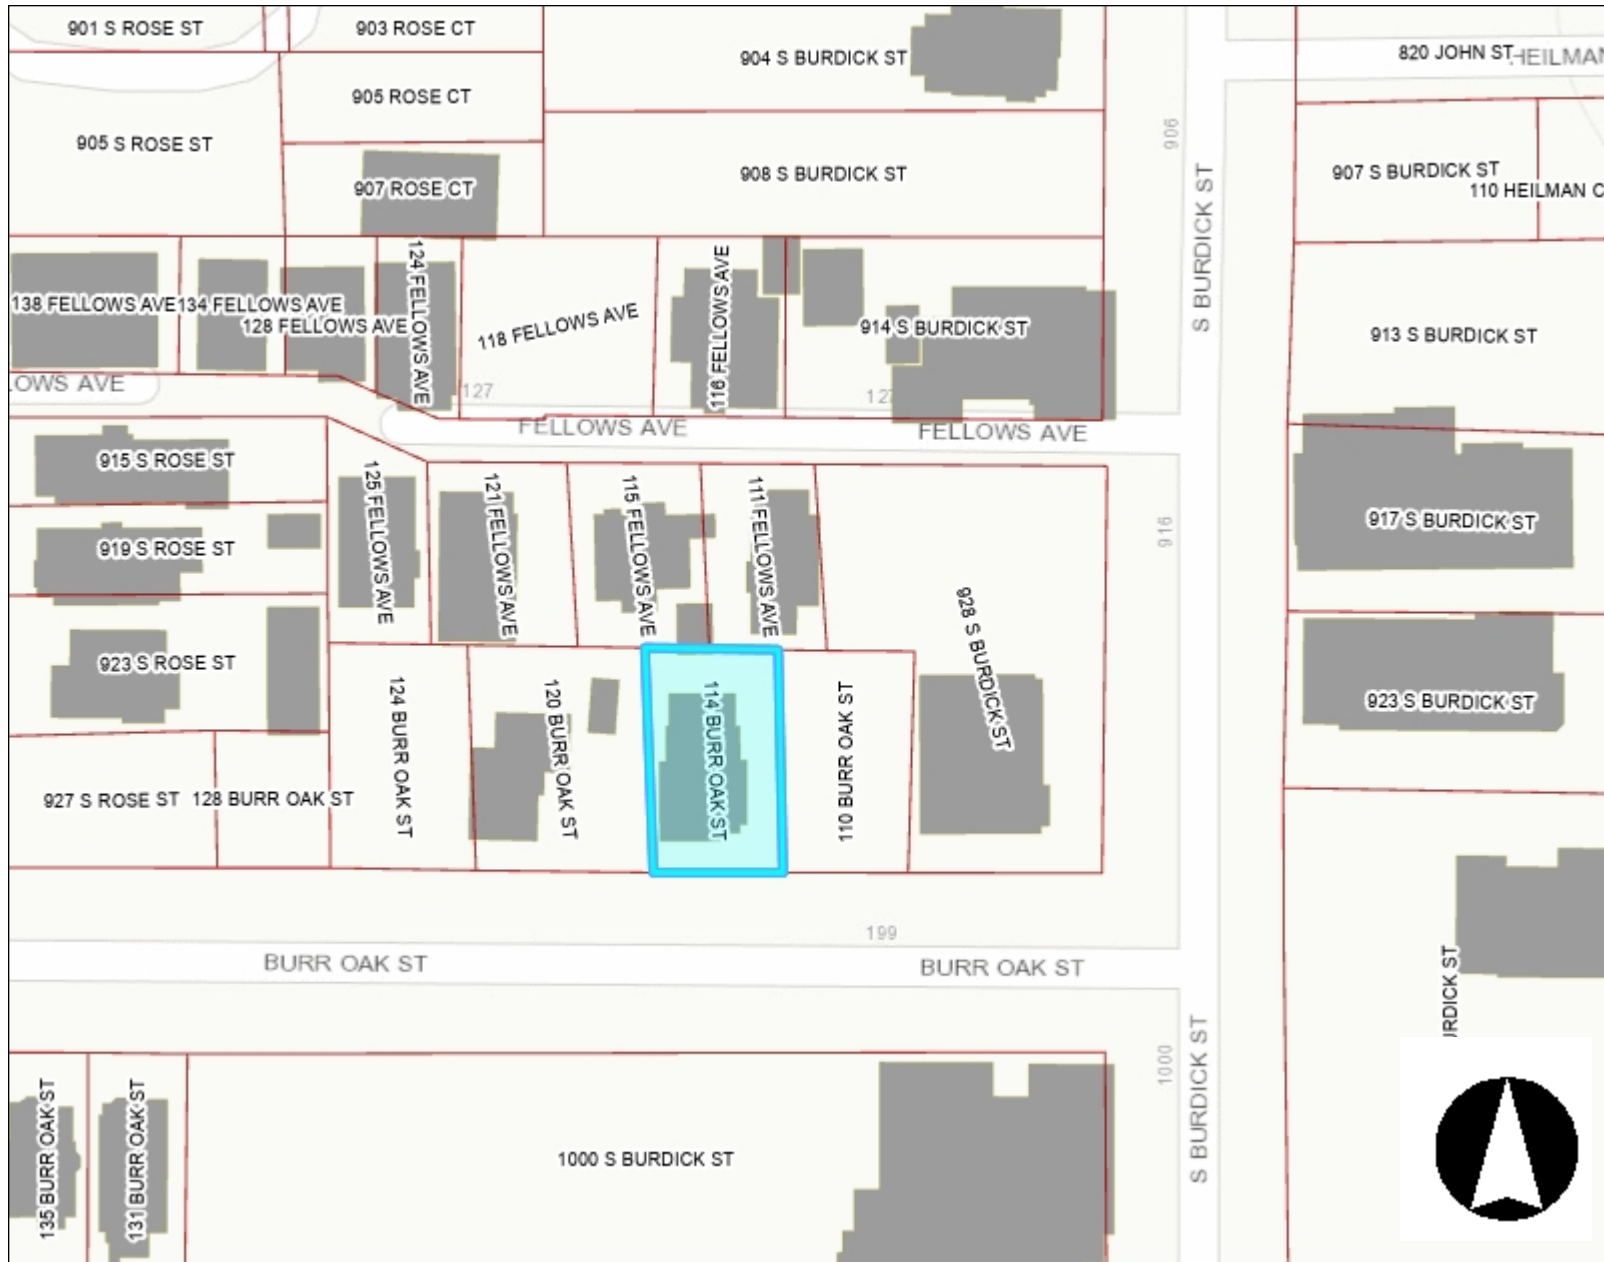 901 S ROSE ST
903 ROSE CT
904 S BURDICK ST
820 JOHN ST
905 ROSE CT
905 S ROSE ST
906
908 S BURDICK ST
907 S BURDICK ST
110 HEILMAN C
907 ROSE CT
S BURDICK ST
138 FELLOWS AVE
134 FELLOWS AVE
128 FELLOWS AVE
124 FELLOWS AVE
118 FELLOWS AVE
116 FELLOWS AVE
914 S BURDICK ST
913 S BURDICK ST
127
FELLOWS AVE
FELLOWS AVE
915 S ROSE ST
125 FELLOWS AVE
121 FELLOWS AVE
115 FELLOWS AVE
111 FELLOWS AVE
916
917 S BURDICK ST
919 S ROSE ST
928 S BURDICK ST
923 S ROSE ST
923 S BURDICK ST
124 BURR OAK ST
120 BURR OAK ST
114 BURR OAK ST
110 BURR OAK ST
927 S ROSE ST
128 BURR OAK ST
199
BURR OAK ST
BURR OAK ST
1000
S BURDICK ST
135 BURR OAK ST
131 BURR OAK ST
1000 S BURDICK ST